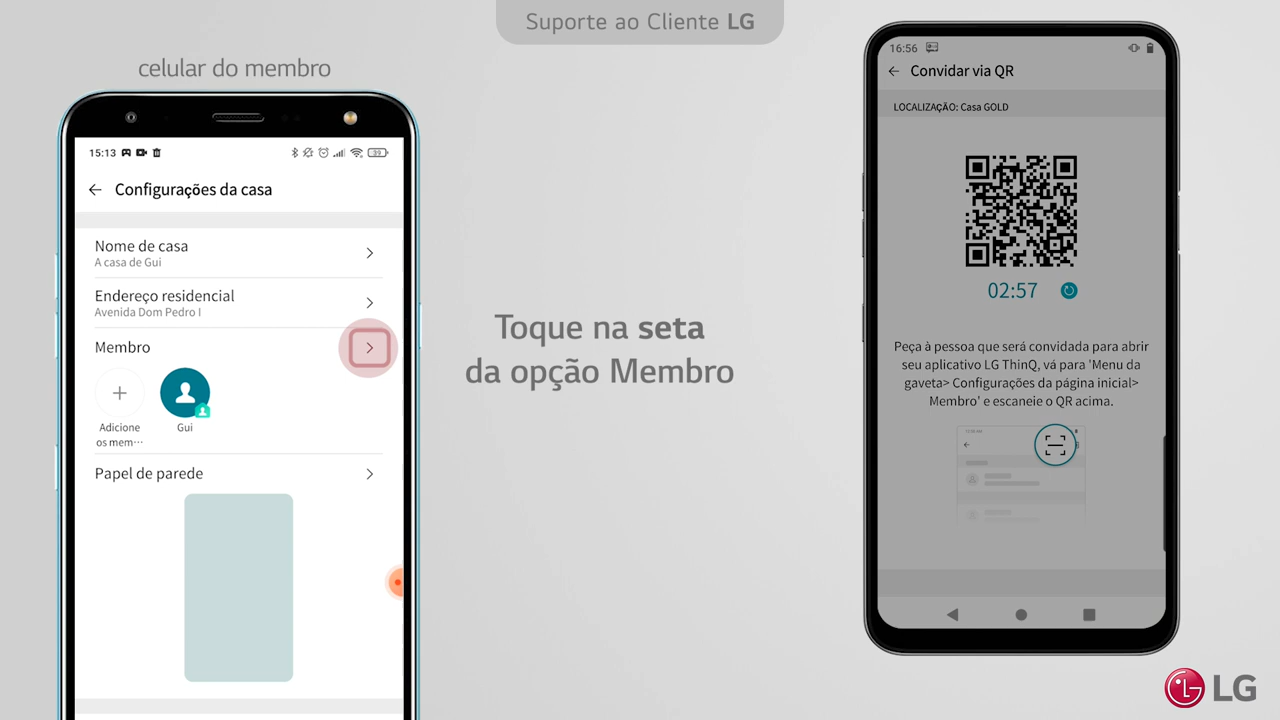 Suporte ao Cliente LG
celular do membro
15:13
39
Configurações da casa
Nome de casa
A casa de Gui
Endereço residencial
Avenida Dom Pedro I
Membro
Adicione
os mem···
Gui
Papel de parede
Toque na seta
da opção Membro
16:56
Convidar via QR
LOCALIZAÇÃO: Casa GOLD
02:57
Peça à pessoa que será convidada para abrir
seu aplicativo LG ThinQ, vá para 'Menu da
gaveta> Configurações da página inicial>
Membro' e escaneie o QR acima.
LG